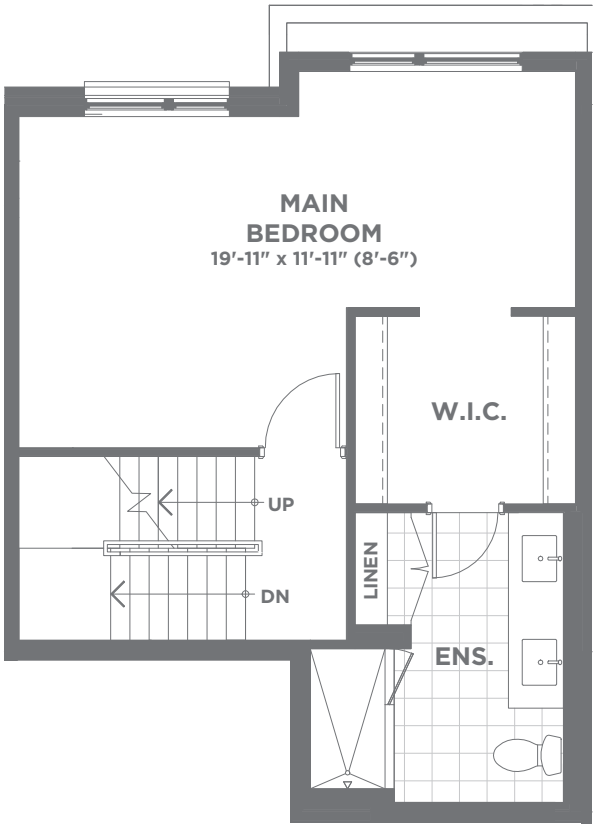 MAIN
BEDROOM
19'-11" x 11'-11" (8'-6")
W.I.C.
UP
DN
LINEN
ENS.